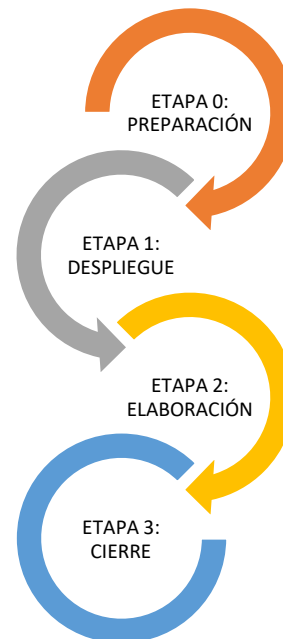 ETAPA 0:
PREPARACIÓN
ETAPA 1:
DESPLIEGUE
ETAPA 2:
ELABORACIÓN
ETAPA 3:
CIERRE